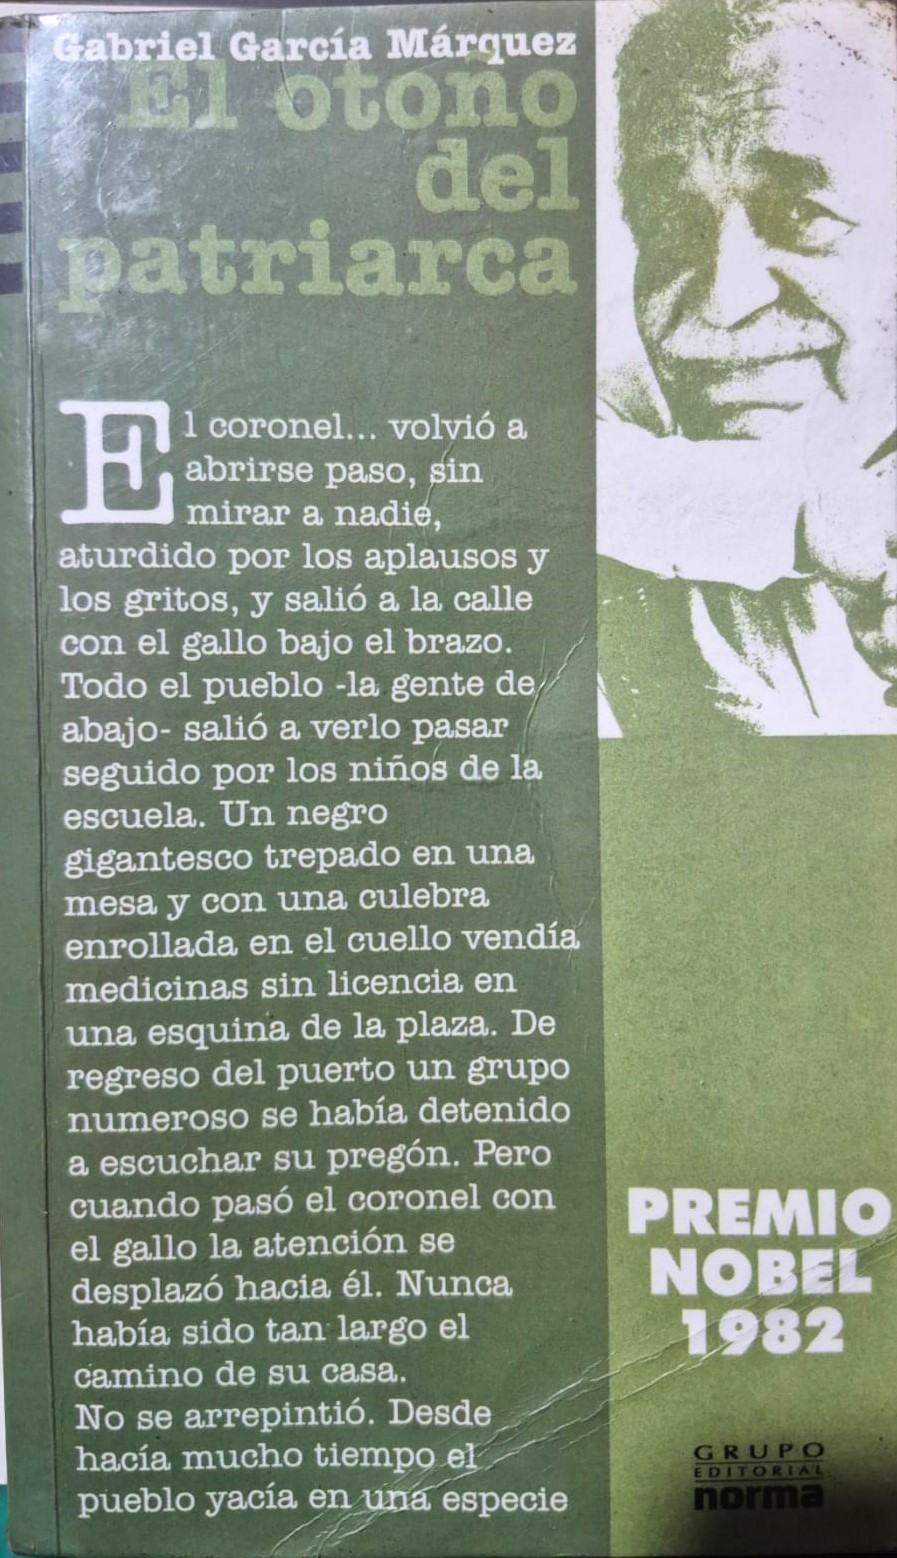 Gabriel García Márquez
El otoño
del
patriarca
El coronel... volvió a
abrirse paso, sin
mirar a nadie,
aturdido por los aplausos y
los gritos, y salió a la calle
con el gallo bajo el brazo.
Todo el pueblo -la gente de
abajo- salió a verlo pasar
seguido por los niños de la
escuela. Un negro
gigantesco trepado en una
mesa y con una culebra
enrollada en el cuello vendía
medicinas sin licencia en
una esquina de la plaza. De
regreso del puerto un grupo
numeroso se había detenido
a escuchar su pregón. Pero
cuando pasó el coronel con
el gallo la atención se
desplazó hacia él. Nunca
había sido tan largo el
camino de su casa.
No se arrepintió. Desde
hacía mucho tiempo el
pueblo yacía en una especie
PREMIO
NOBEL
1982
GRUPO
EDITORIAL
norma